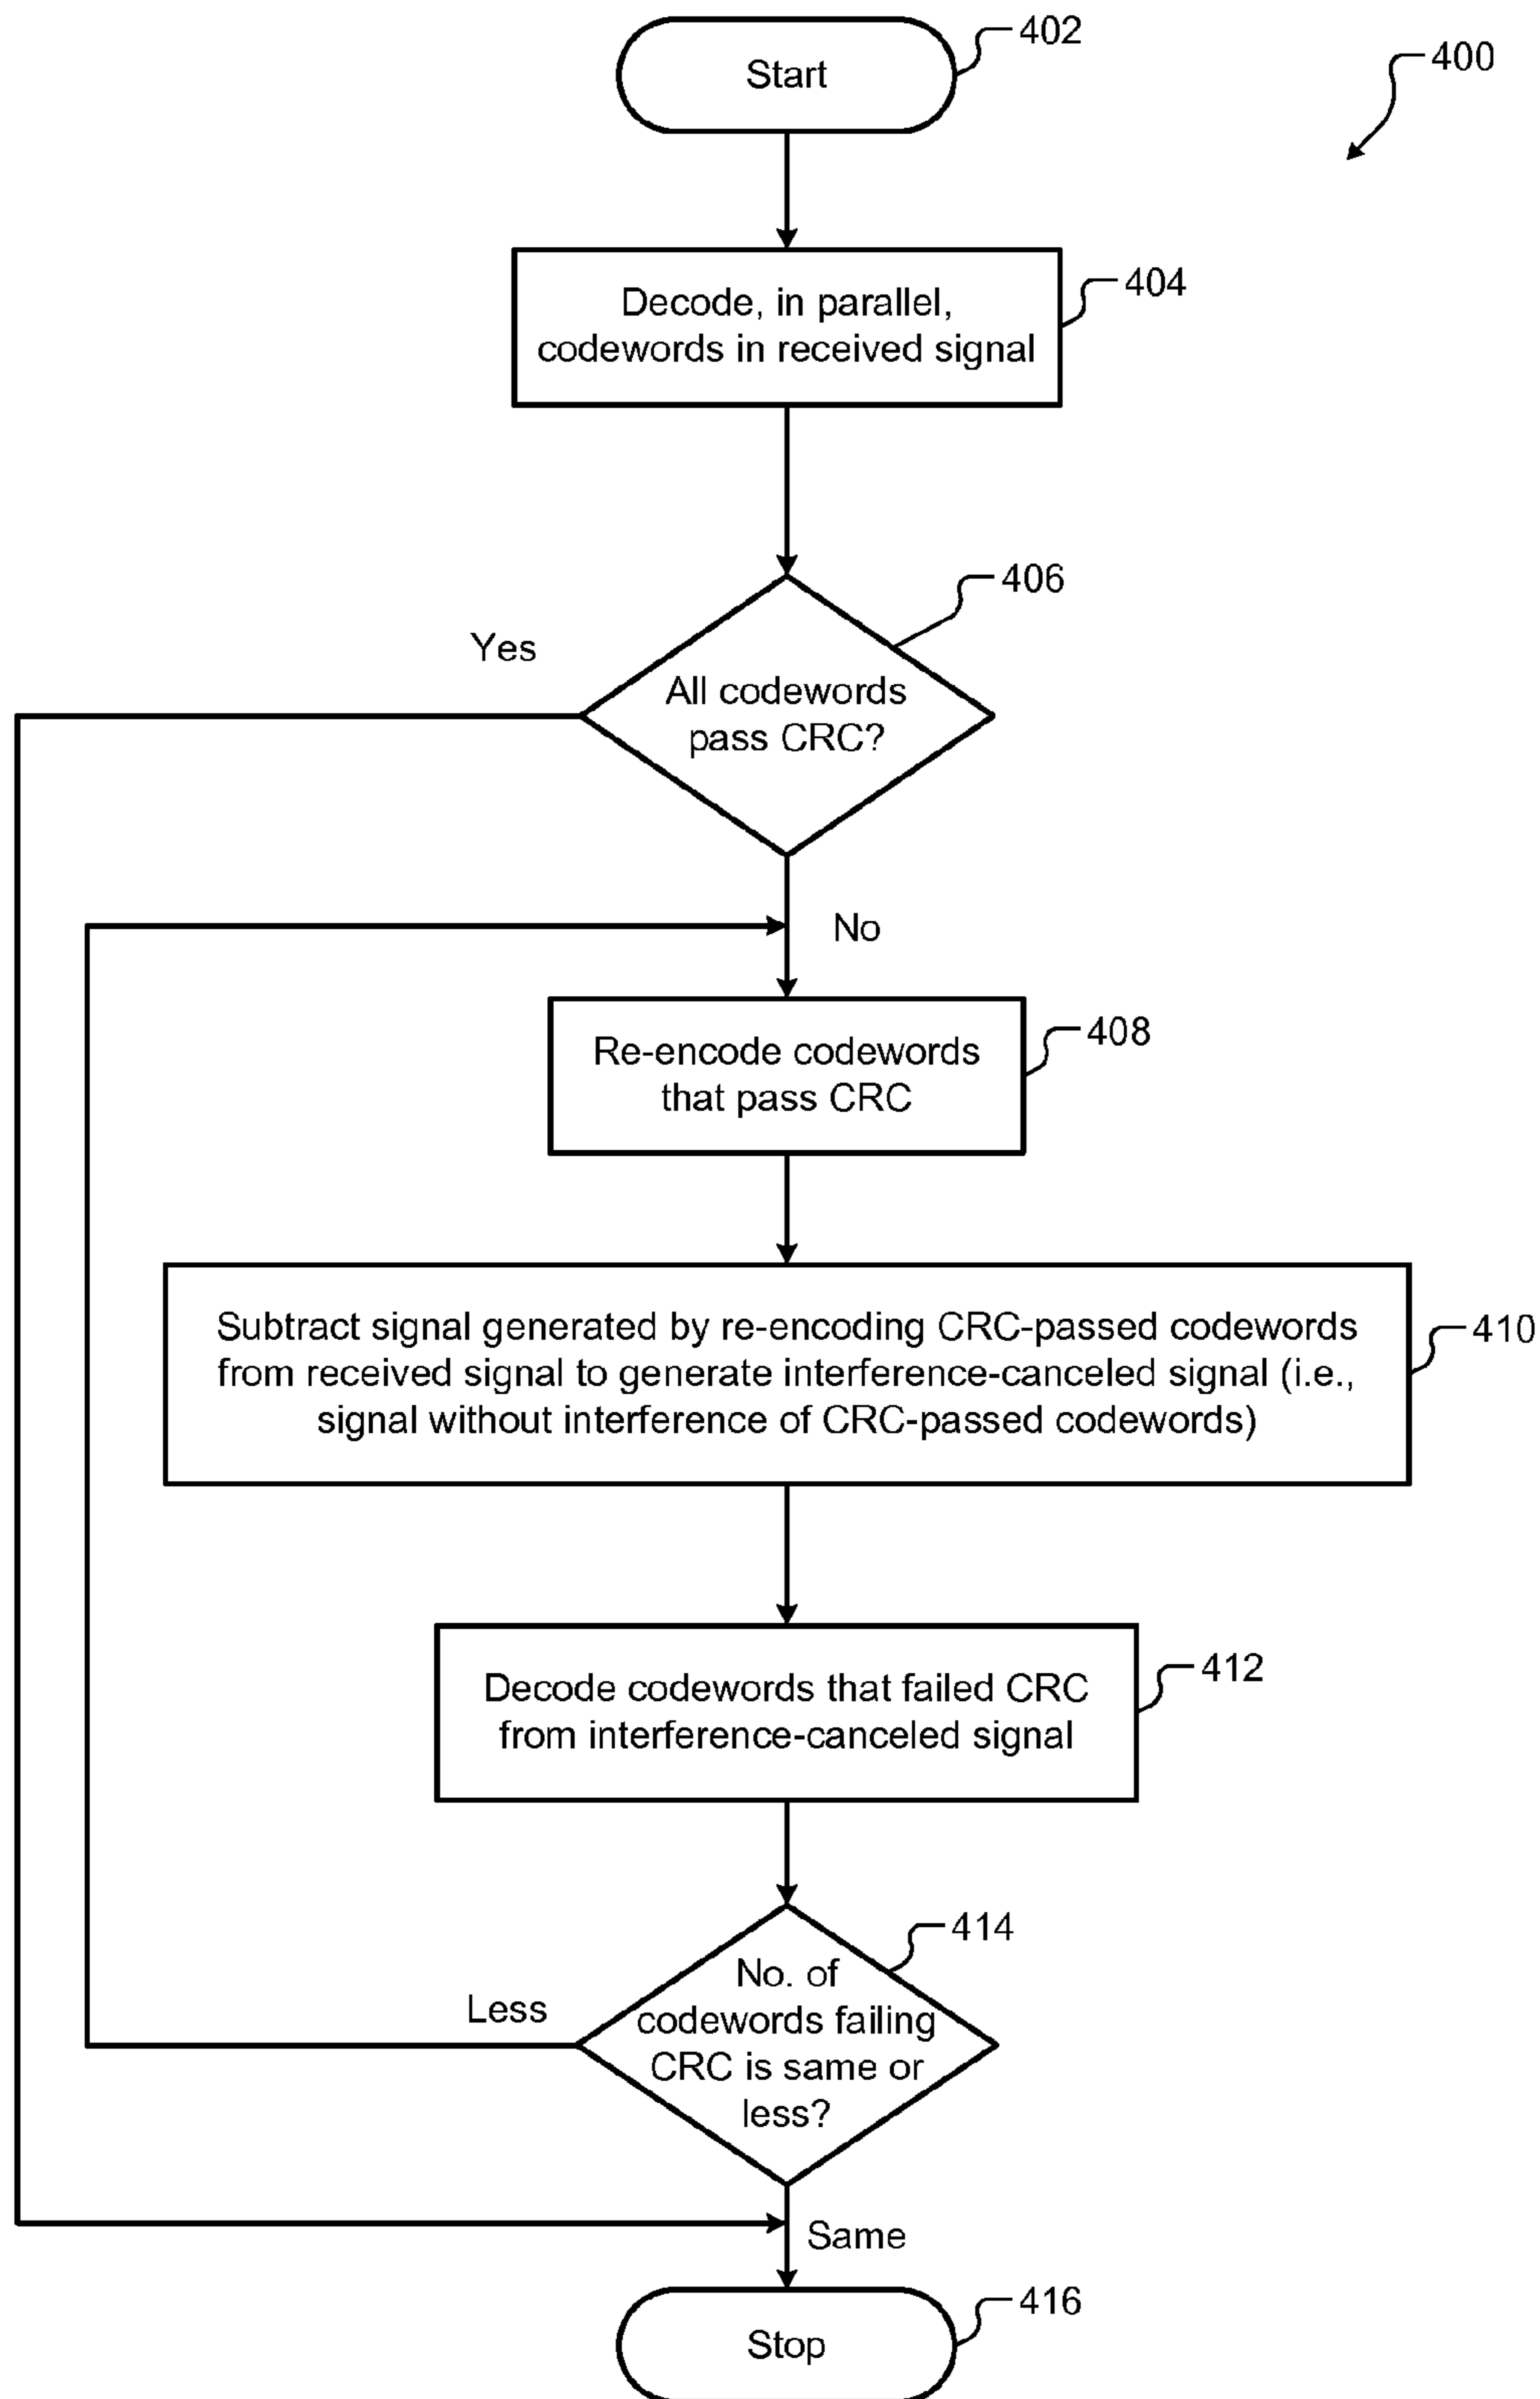 Start
402
400
Decode, in parallel,
codewords in received signal
404
406
Yes
All codewords
pass CRC?
No
Re-encode codewords
that pass CRC
408
Subtract signal generated by re-encoding CRC-passed codewords
from received signal to generate interference-canceled signal (i.e.,
signal without interference of CRC-passed codewords)
410
Decode codewords that failed CRC
from interference-canceled signal
412
414
No. of
codewords failing
CRC is same or
less?
Less
Same
416
Stop